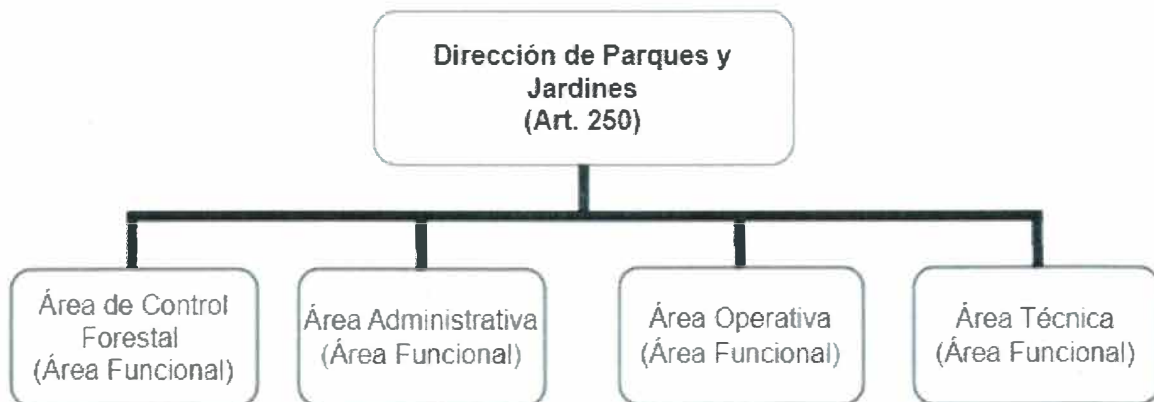 Dirección de Parques y
Jardines
(Art. 250)
Área de Control
Forestal
(Área Funcional)
Área Administrativa
(Área Funcional)
Área Operativa
(Área Funcional)
Área Técnica
(Área Funcional)